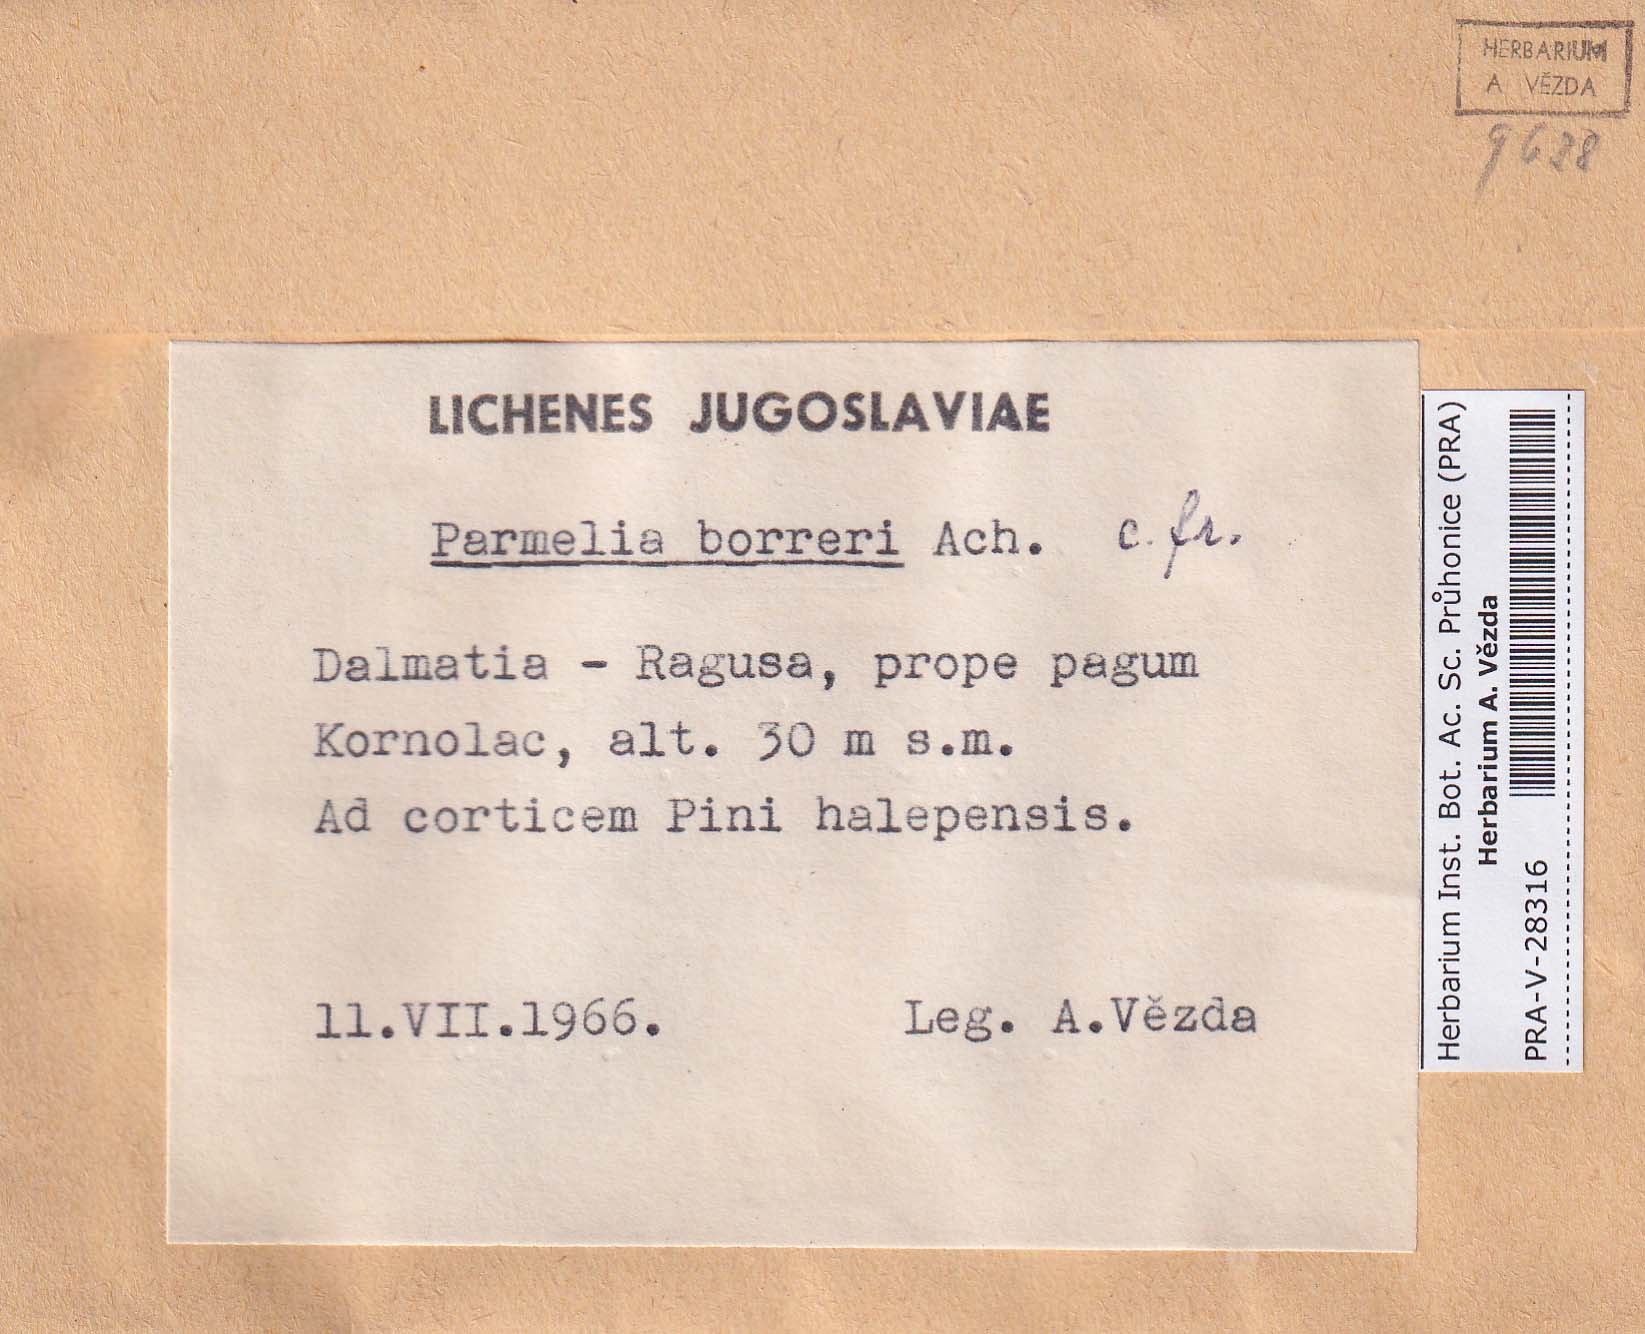 HERBARIUM
A VĚZDA
9688
LICHENES JUGOSLAVIAE
Parmelia borreri Ach. c. fr.
Dalmatia - Ragusa, prope pagum
Kornolac, alt. 30 m s.m.
Ad corticem Pini halepensis.
11.VII.1966.
Leg. A.Vězda
Herbarium Inst. Bot. Ac. Sc. Průhonice (PRA)
Herbarium A. Vězda
PRA-V-28316